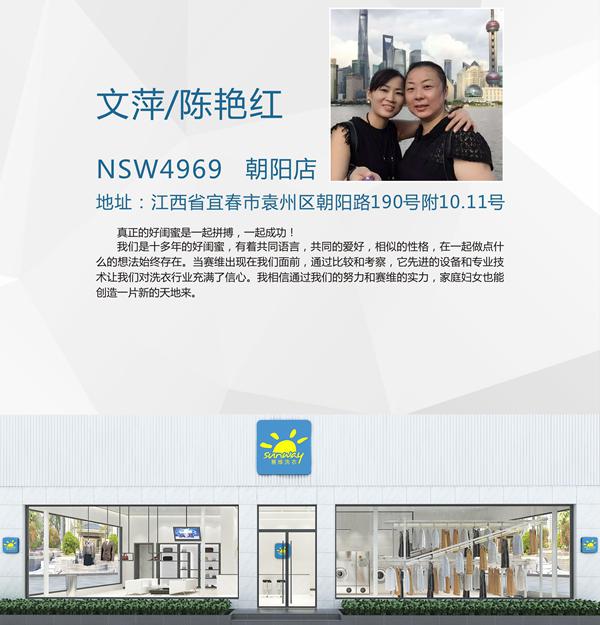 文萍/陈艳红
NSW4969 朝阳店
地址：江西省宜春市袁州区朝阳路190号附10.11号
真正的好闺蜜是一起拼搏，一起成功！
我们是十多年的好闺蜜，有着共同语言，共同的爱好，相似的性格，在一起做点什
么的想法始终存在。当赛维出现在我们面前，通过比较和考察，它先进的设备和专业技
术让我们对洗衣行业充满了信心。我相信通过我们的努力和赛维的实力，家庭妇女也能
创造一片新的天地来。
sunway
赛维洗衣